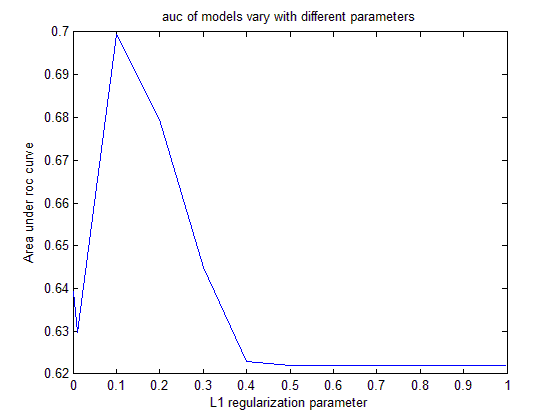 auc of models vary with different parameters
0.7
0.69
0.68
0.67
0.66
0.65
0.64
0.63
0.62
Area under roc curve
0 0.1 0.2 0.3 0.4 0.5 0.6 0.7 0.8 0.9 1
L1 regularization parameter